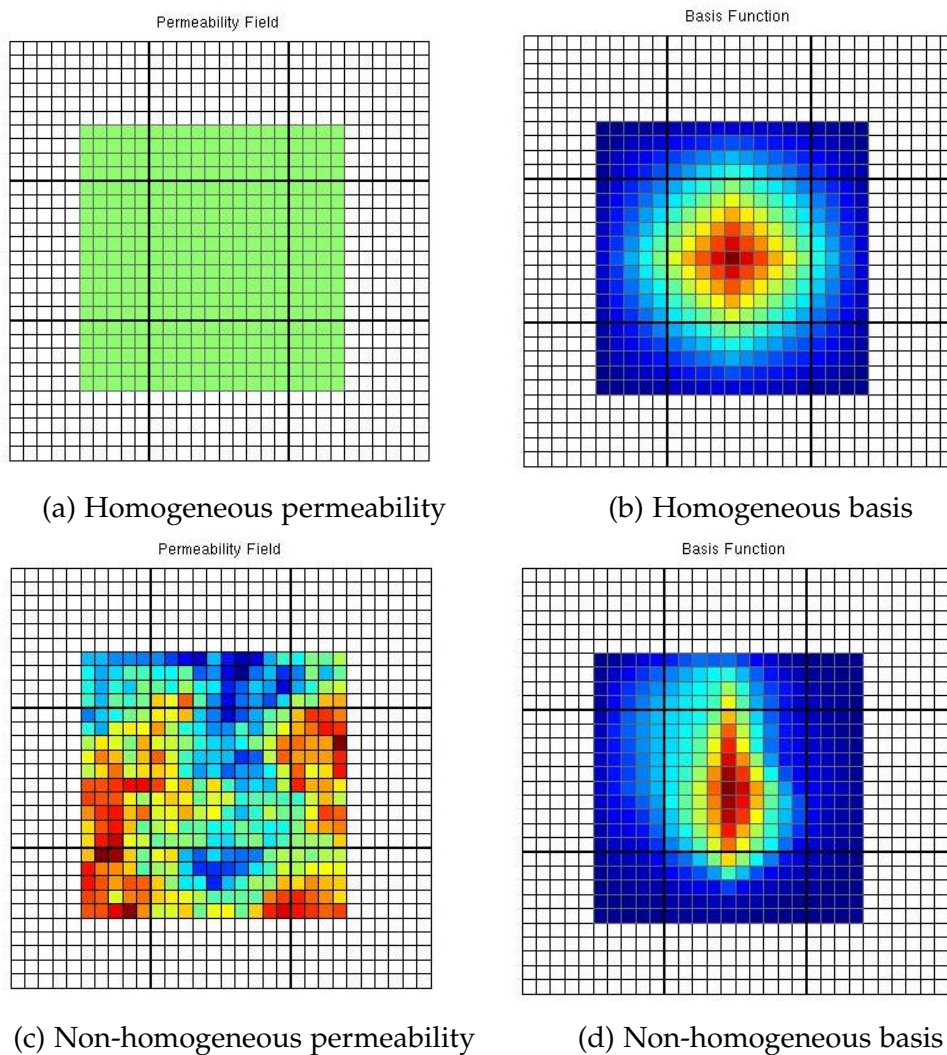 Permeability Field
Basis Function
(a) Homogeneous permeability
(b) Homogeneous basis
Permeability Field
Basis Function
(c) Non-homogeneous permeability
(d) Non-homogeneous basis